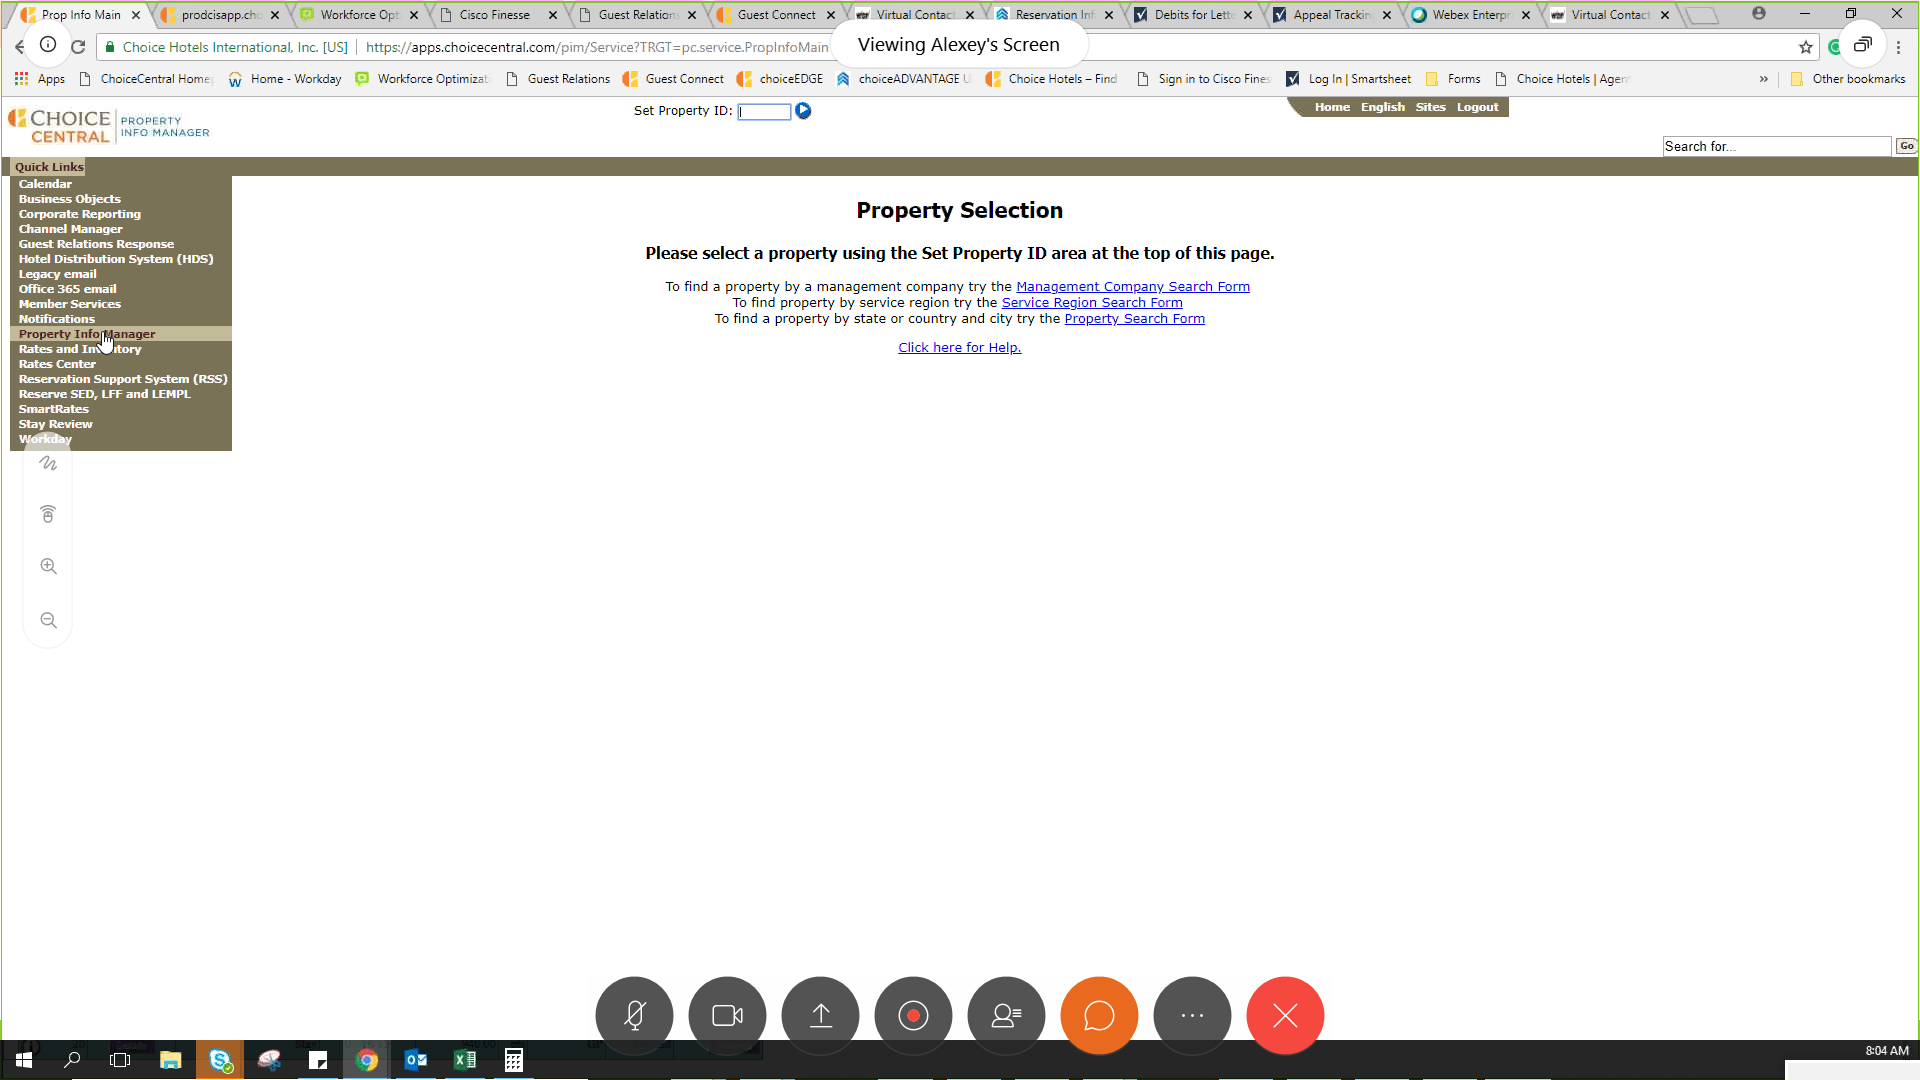 Prop Info Main
prodcisapp.cho
Workforce Opt
Cisco Finesse
Guest Relations
Guest Connect
Virtual Contact
Reservation Inf
Debits for Lette
Appeal Trackin
Webex Enterpr
Virtual Contact
Choice Hotels International, Inc. [US]
https://apps.choicecentral.com/pim/Service?TRGT=pc.service.PropInfoMain
Viewing Alexey's Screen
Apps
ChoiceCentral Home
Home - Workday
Workforce Optimizat
Guest Relations
Guest Connect
choiceEDGE
choiceADVANTAGE U
Choice Hotels – Find
Sign in to Cisco Fines
Log In | Smartsheet
Forms
Choice Hotels | Agen
»
Other bookmarks
CHOICE
CENTRAL
PROPERTY
INFO MANAGER
Set Property ID:
Home English Sites Logout
Search for...
Go
Quick Links
Calendar
Business Objects
Corporate Reporting
Channel Manager
Guest Relations Response
Hotel Distribution System (HDS)
Legacy email
Office 365 email
Member Services
Notifications
Property Info Manager
Rates and Inventory
Rates Center
Reservation Support System (RSS)
Reserve SED, LFF and LEMPL
SmartRates
Stay Review
Workday
Property Selection
Please select a property using the Set Property ID area at the top of this page.
To find a property by a management company try the Management Company Search Form
To find property by service region try the Service Region Search Form
To find a property by state or country and city try the Property Search Form
Click here for Help.
8:04 AM